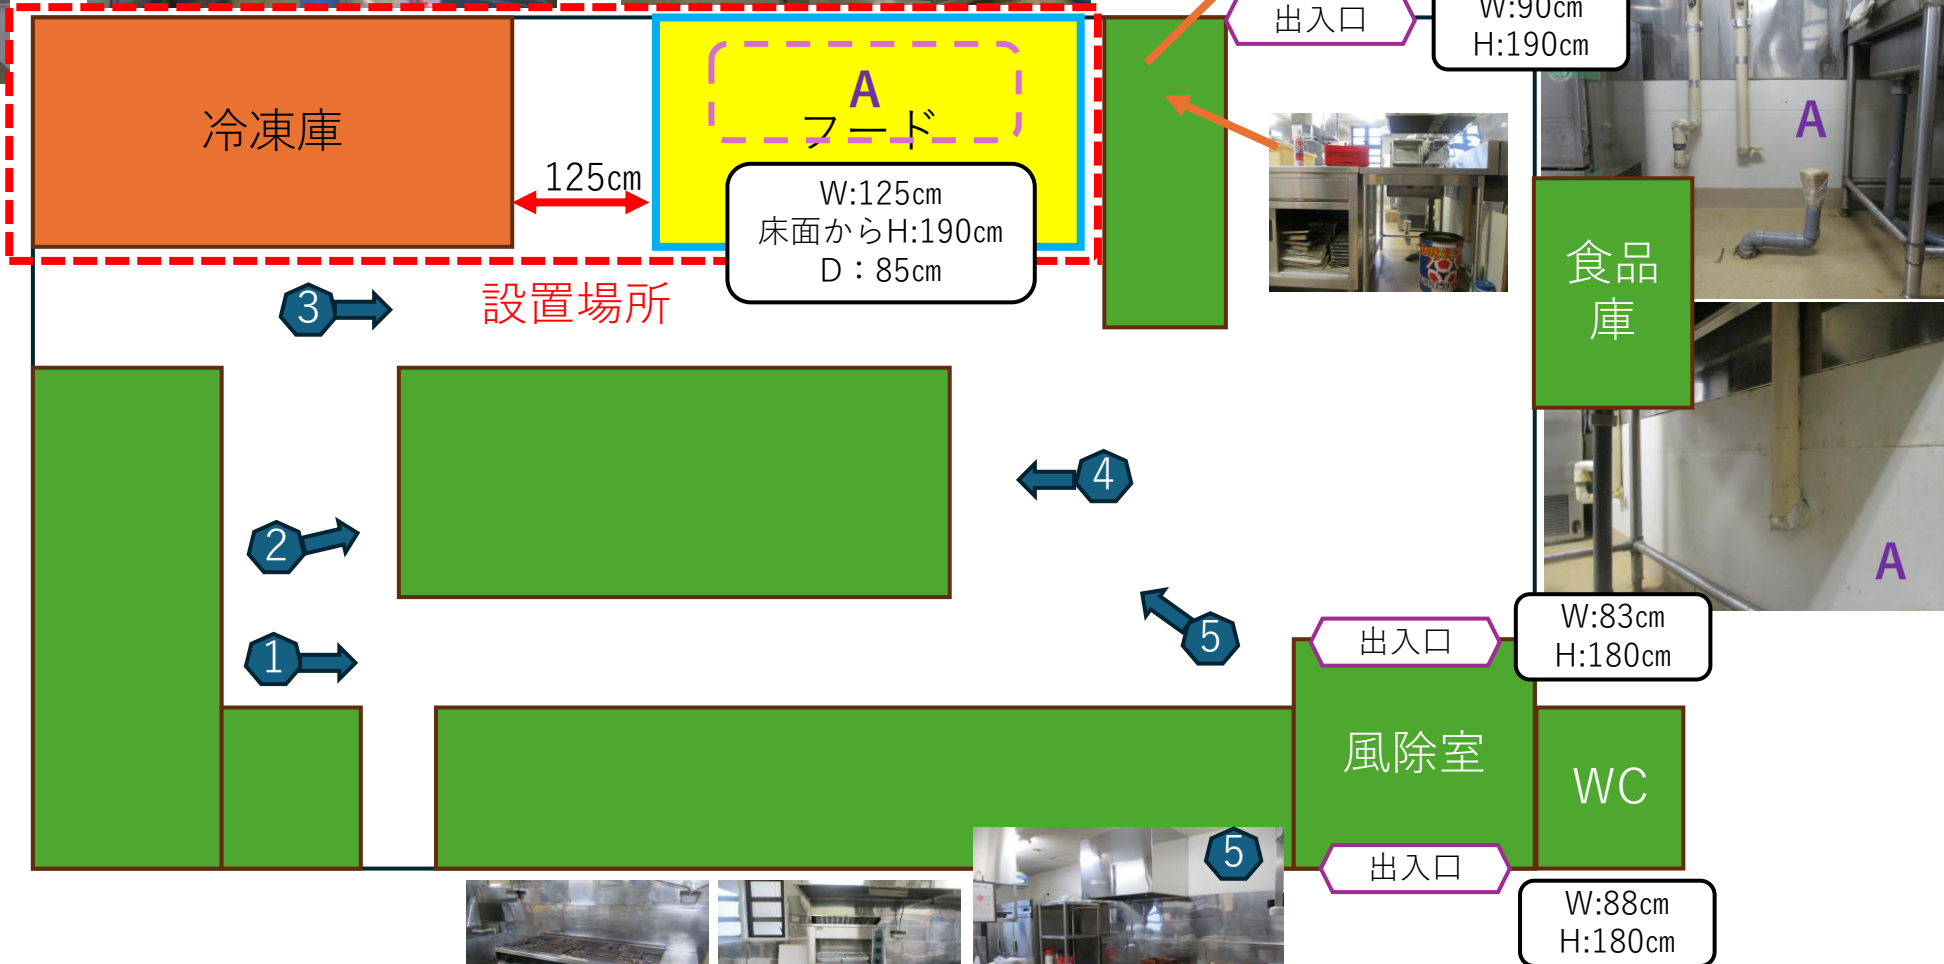 出入口
W:90cm
H:190cm
冷凍庫
A
フード
125cm
W:125cm
床面からH:190cm
D：85cm
A
食品
庫
設置場所
3
4
2
A
5
1
出入口
W:83cm
H:180cm
風除室
WC
5
出入口
W:88cm
H:180cm